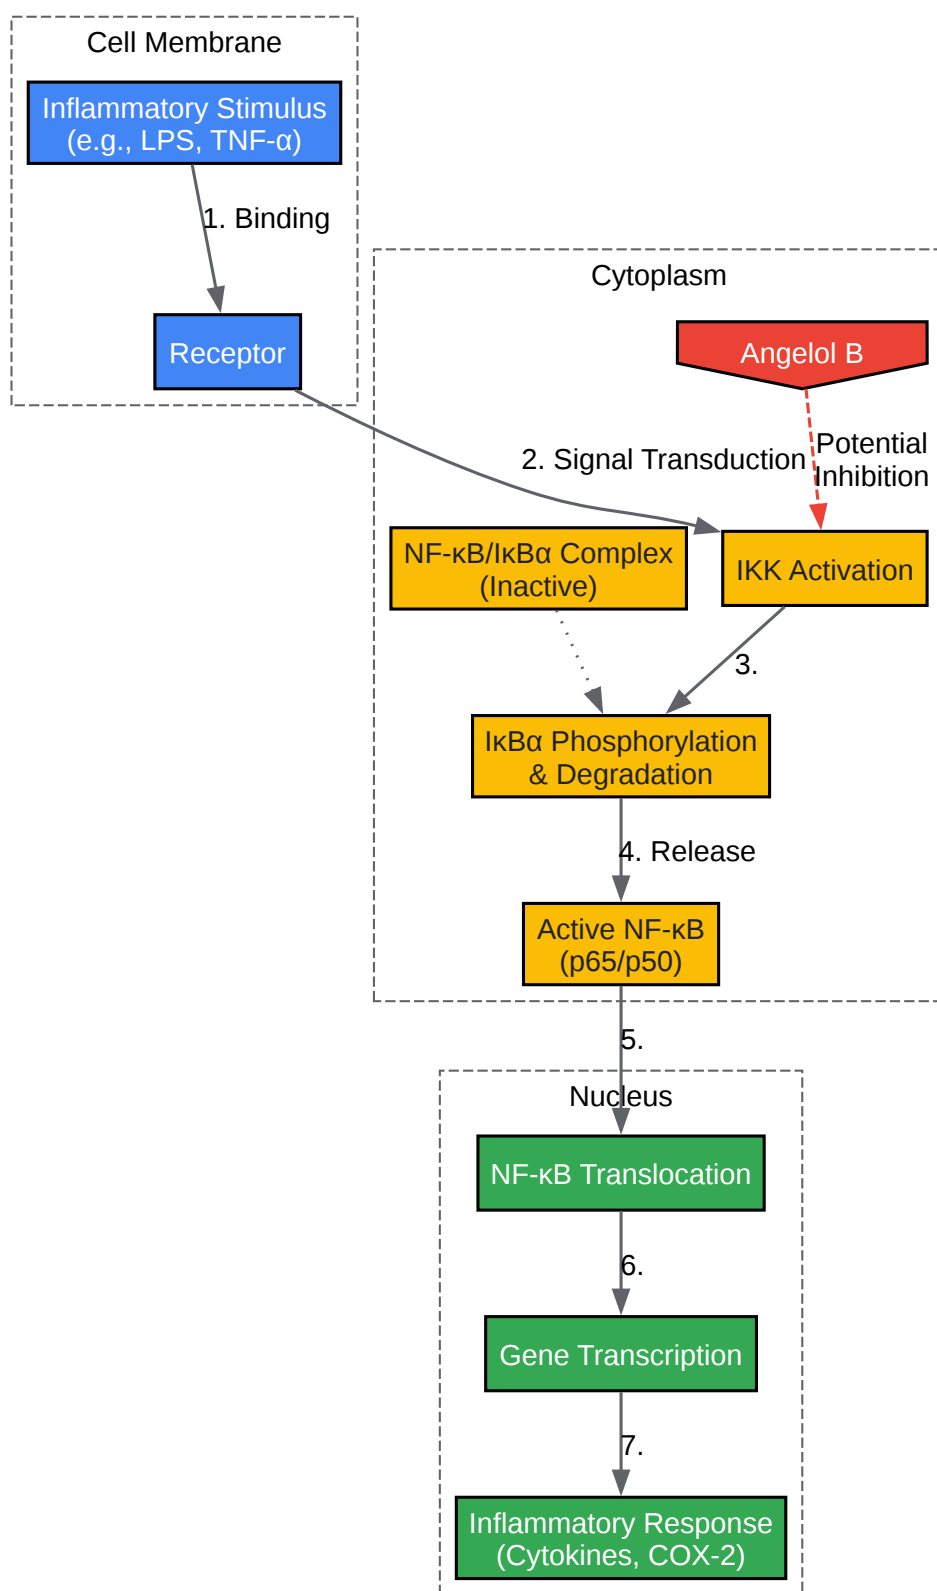 Cell Membrane
Inflammatory Stimulus
(e.g., LPS, TNF-α)
1. Binding
Receptor
Cytoplasm
Angelol B
2. Signal Transduction
Potential
Inhibition
NF-κB/IκBα Complex
(Inactive)
IKK Activation
3.
IκBα Phosphorylation
& Degradation
4. Release
Active NF-κB
(p65/p50)
5.
Nucleus
NF-κB Translocation
6.
Gene Transcription
7.
Inflammatory Response
(Cytokines, COX-2)